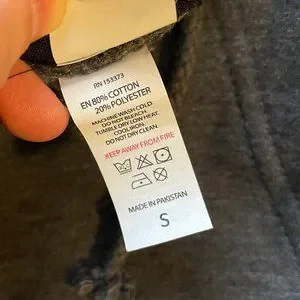 RN 153373
EN 80% COTTON
20% POLYESTER
MACHINE WASH COLD.
DO NOT BLEACH.
TUMBLE DRY LOW HEAT.
COOL IRON.
DO NOT DRY CLEAN.
KEEP AWAY FROM FIRE
MADE IN PAKISTAN
S